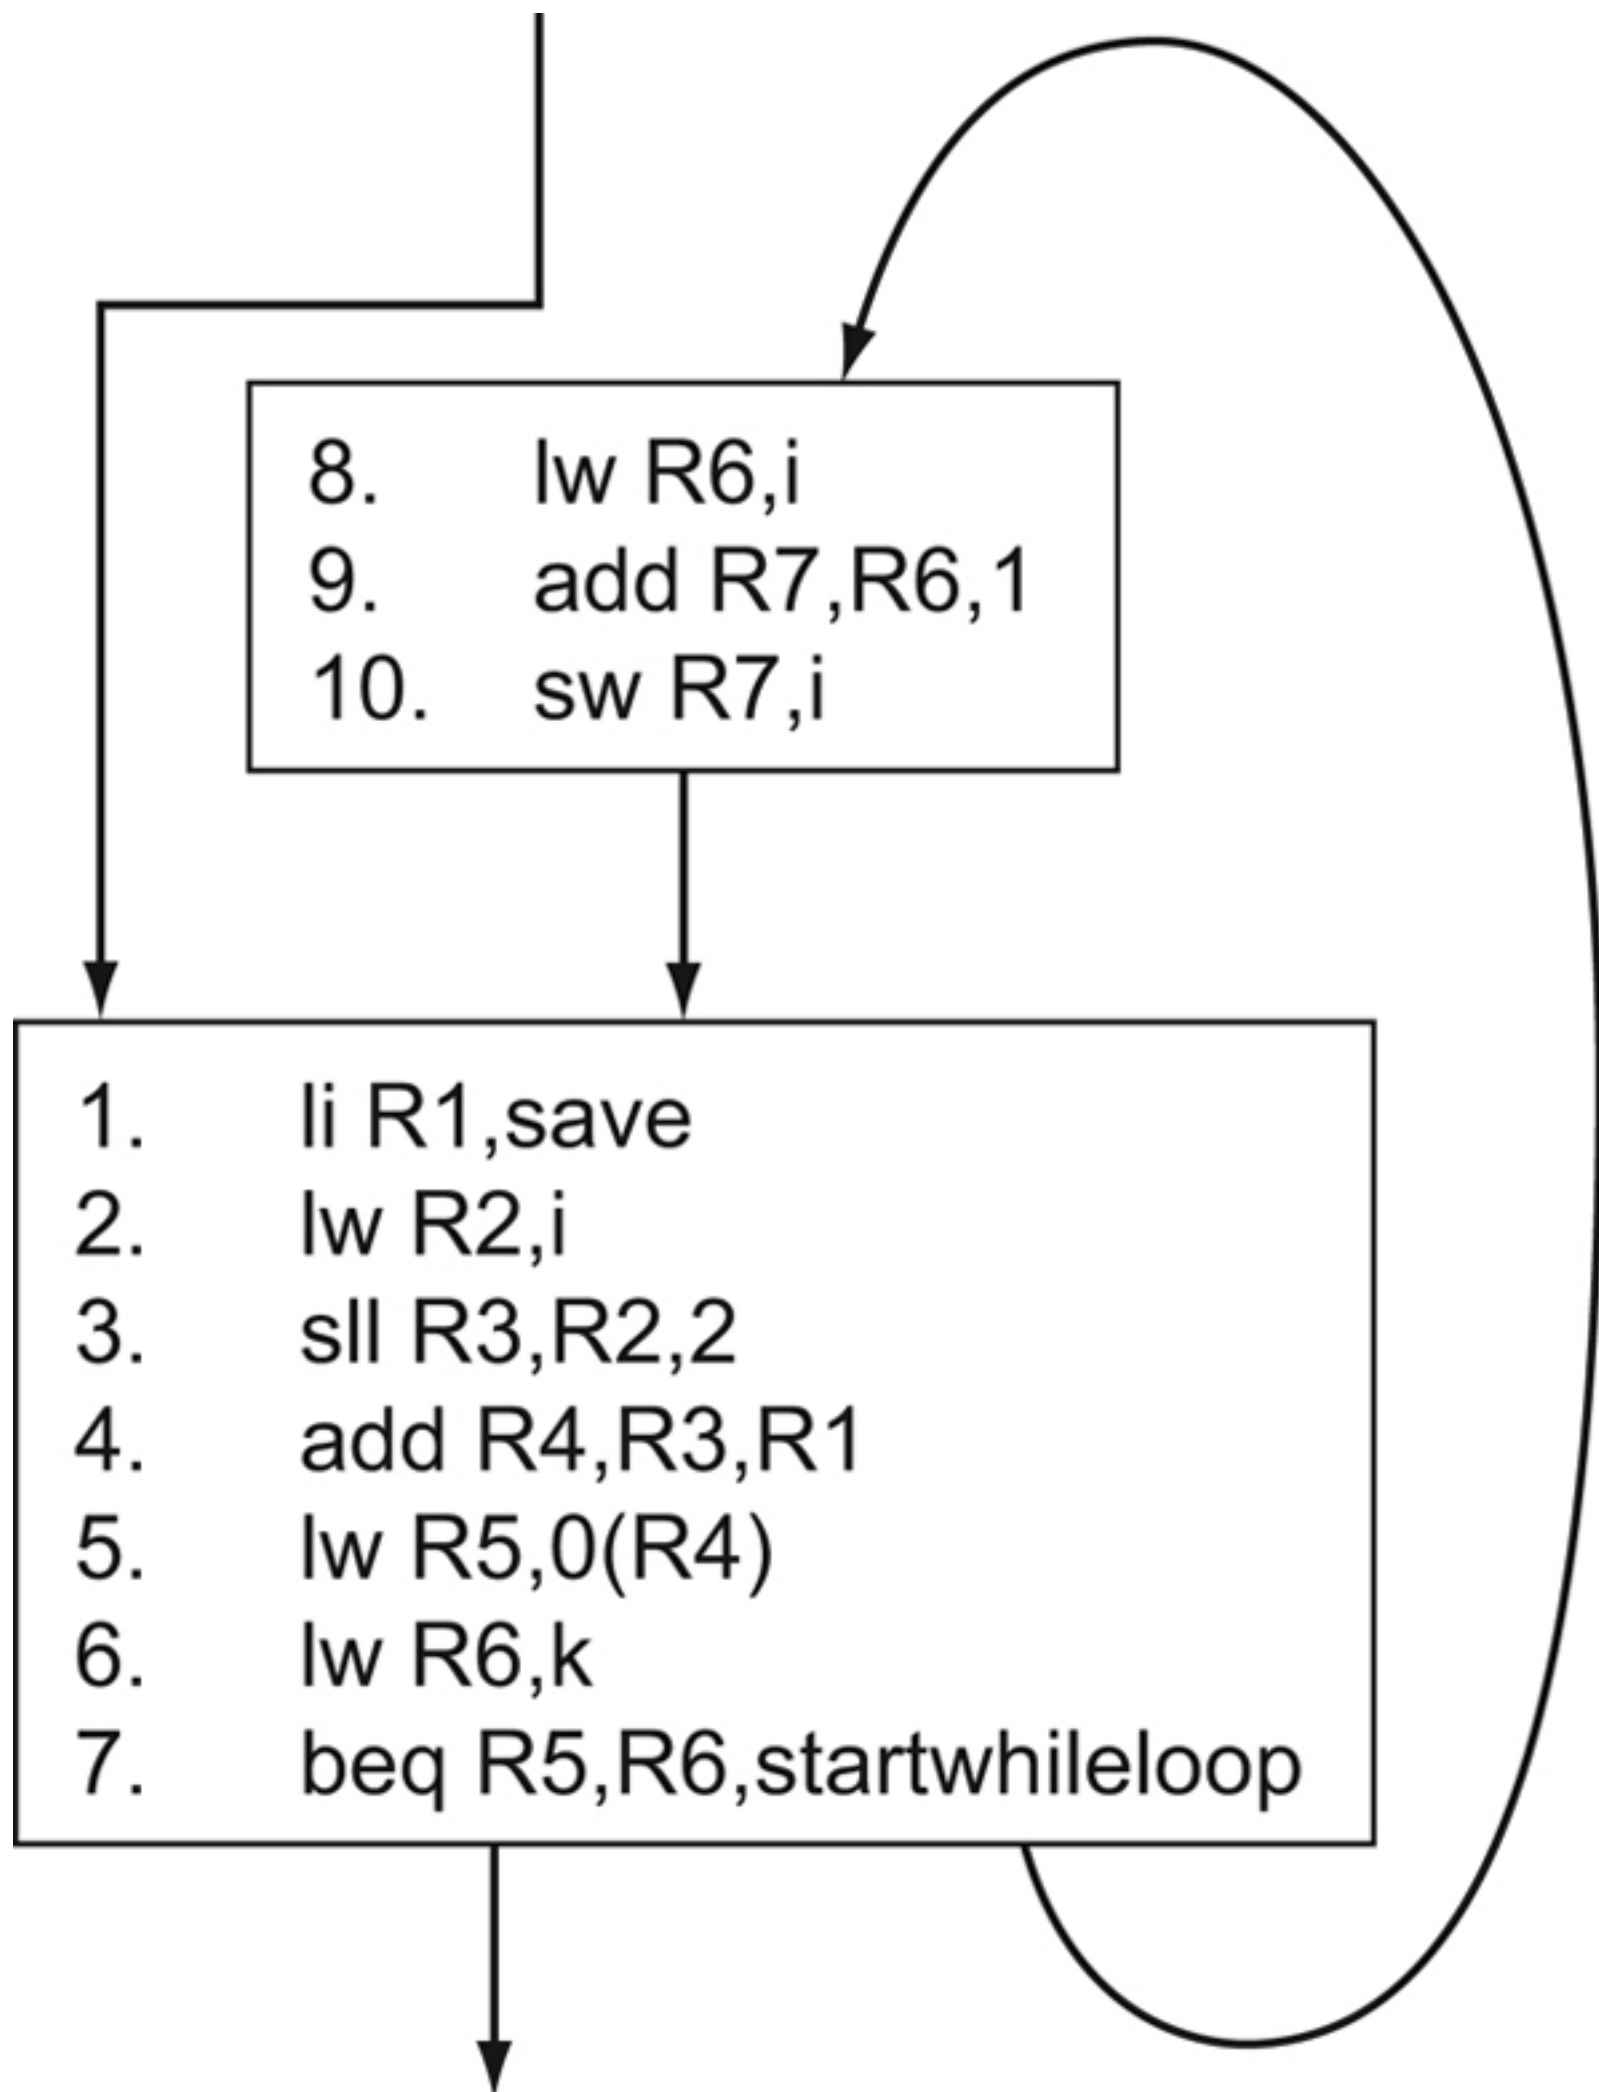 8. lw R6,i
9. add R7,R6,1
10. sw R7,i
1. li R1,save
2. lw R2,i
3. sll R3,R2,2
4. add R4,R3,R1
5. lw R5,0(R4)
6. lw R6,k
7. beq R5,R6,startwhileloop